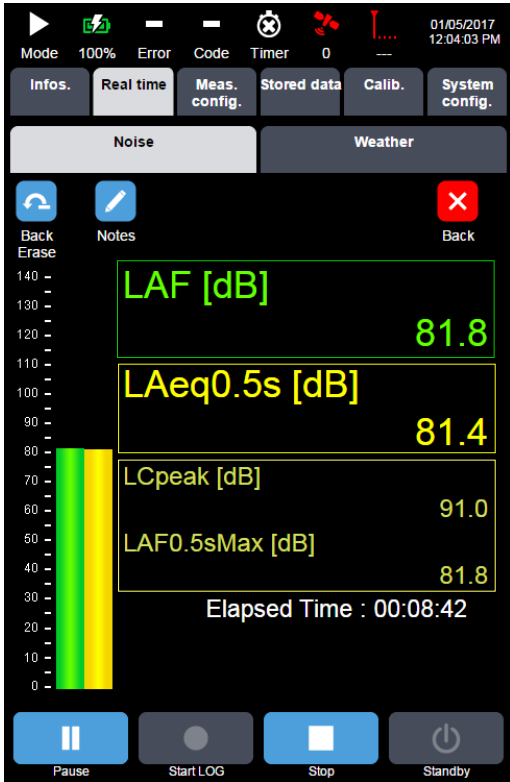 01/05/2017
12:04:03 PM
Mode 100% Error Code Timer 0 ---
Infos. Real time Meas. config. Stored data Calib. System config.
Noise Weather
Back Erase Notes Back
140
130
120
110
100
90
80
70
60
50
40
30
20
10
0
LAF [dB]
81.8
LAeq0.5s [dB]
81.4
LCpeak [dB]
91.0
LAF0.5sMax [dB]
81.8
Elapsed Time : 00:08:42
Pause Start LOG Stop Standby